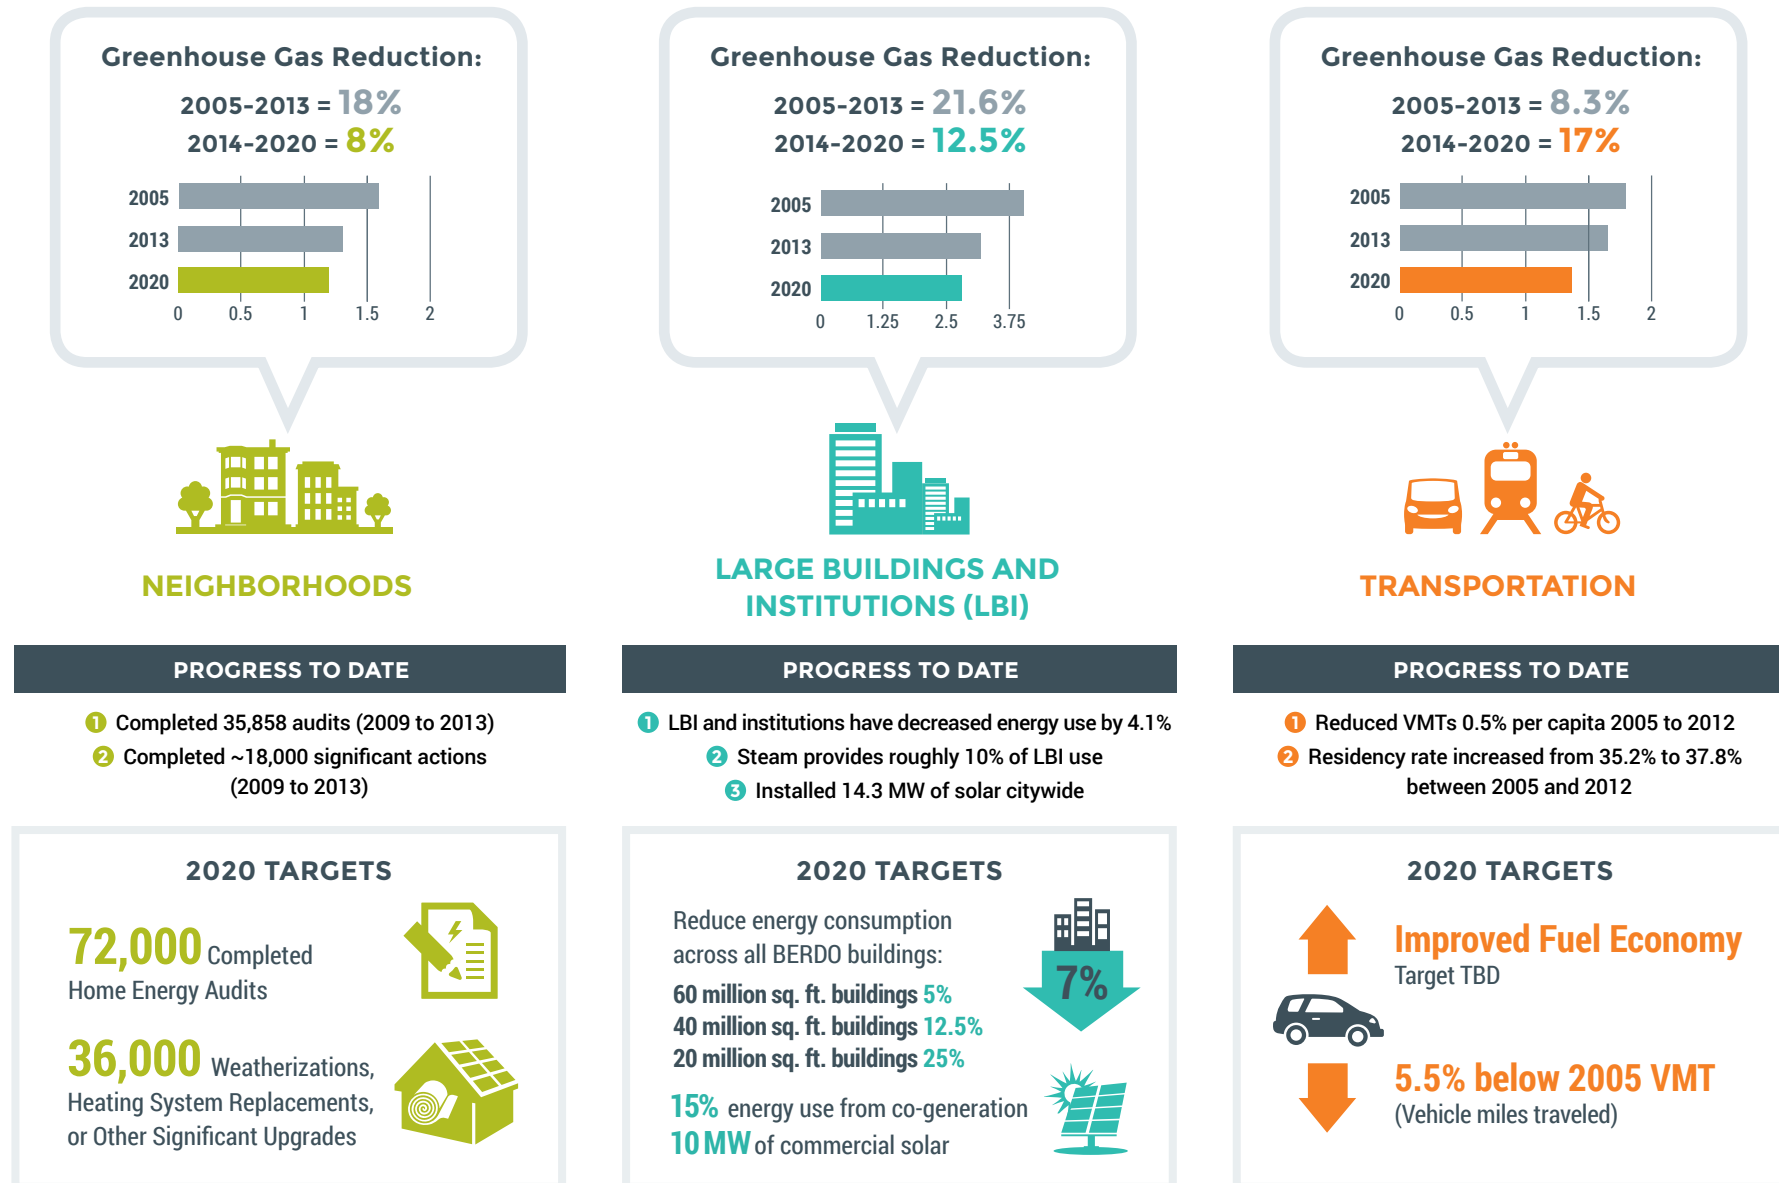 Greenhouse Gas Reduction:
2005-2013 = 18%
2014-2020 = 8%
2005
2013
2020
0 0.5 1 1.5 2
NEIGHBORHOODS
PROGRESS TO DATE
1 Completed 35,858 audits (2009 to 2013)
2 Completed ~18,000 significant actions
(2009 to 2013)
2020 TARGETS
72,000 Completed
Home Energy Audits
36,000 Weatherizations,
Heating System Replacements,
or Other Significant Upgrades
Greenhouse Gas Reduction:
2005-2013 = 21.6%
2014-2020 = 12.5%
2005
2013
2020
0 1.25 2.5 3.75
LARGE BUILDINGS AND
INSTITUTIONS (LBI)
PROGRESS TO DATE
1 LBI and institutions have decreased energy use by 4.1%
2 Steam provides roughly 10% of LBI use
3 Installed 14.3 MW of solar citywide
2020 TARGETS
Reduce energy consumption
across all BERDO buildings:
7%
60 million sq. ft. buildings 5%
40 million sq. ft. buildings 12.5%
20 million sq. ft. buildings 25%
15% energy use from co-generation
10 MW of commercial solar
Greenhouse Gas Reduction:
2005-2013 = 8.3%
2014-2020 = 17%
2005
2013
2020
0 0.5 1 1.5 2
TRANSPORTATION
PROGRESS TO DATE
1 Reduced VMTs 0.5% per capita 2005 to 2012
2 Residency rate increased from 35.2% to 37.8%
between 2005 and 2012
2020 TARGETS
Improved Fuel Economy
Target TBD
5.5% below 2005 VMT
(Vehicle miles traveled)